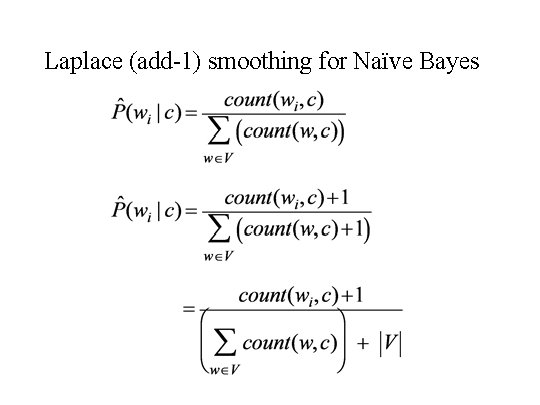 Laplace (add-1) smoothing for Naïve Bayes
P̂(wᵢ | c) = count(wᵢ, c)
∑ (count(w, c))
w∈V
P̂(wᵢ | c) = count(wᵢ, c)+1
∑ (count(w, c)+1)
w∈V
= count(wᵢ, c)+1
(∑ count(w, c)) + |V|
w∈V